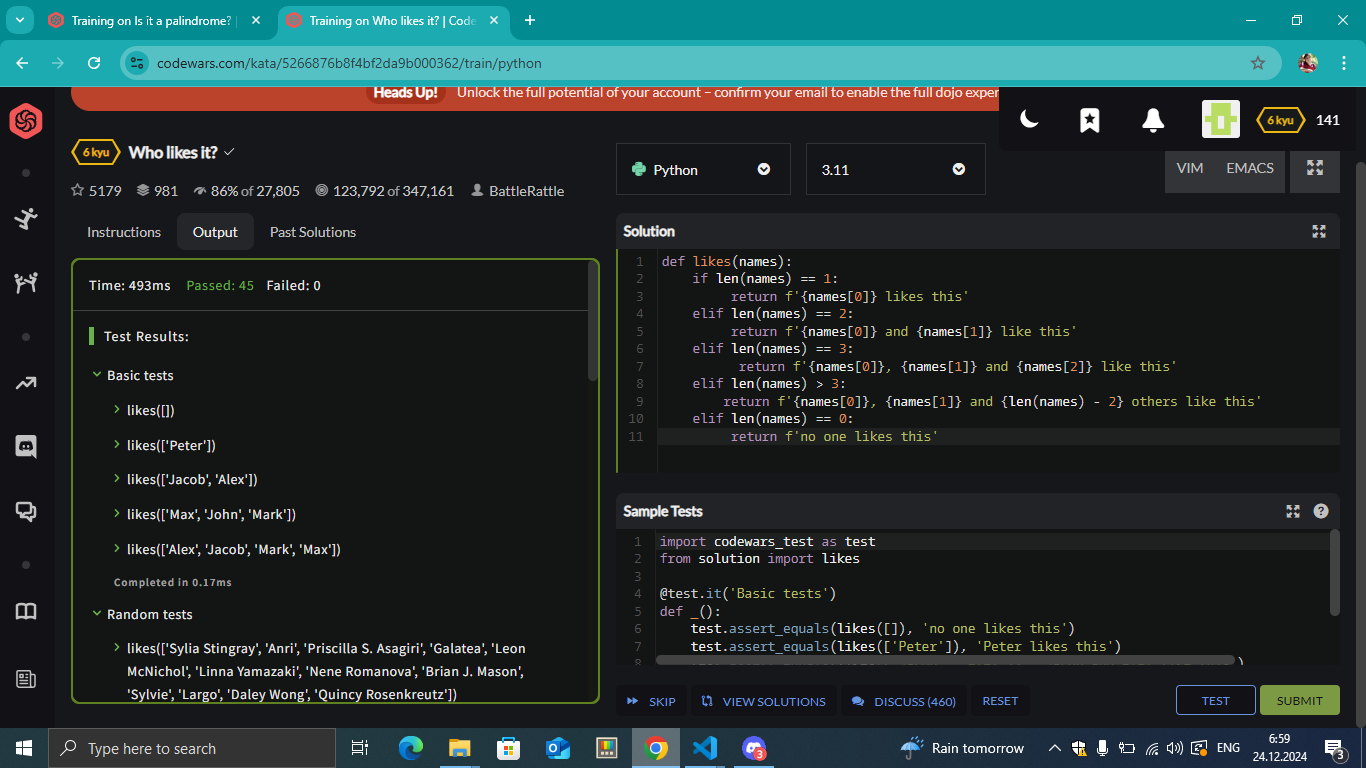 Training on Is it a palindrome? |
Training on Who likes it? | Code
codewars.com/kata/5266876b8f4bf2da9b000362/train/python
Heads Up! Unlock the full potential of your account – confirm your email to enable the full dojo exper
6 kyu 141
6 kyu Who likes it?
5179 981 86% of 27,805 123,792 of 347,161 BattleRattle
Python 3.11 VIM EMACS
Instructions Output Past Solutions
Time: 493ms Passed: 45 Failed: 0
Test Results:
Basic tests
likes([])
likes(['Peter'])
likes(['Jacob', 'Alex'])
likes(['Max', 'John', 'Mark'])
likes(['Alex', 'Jacob', 'Mark', 'Max'])
Completed in 0.17ms
Random tests
likes(['Sylia Stingray', 'Anri', 'Priscilla S. Asagiri', 'Galatea', 'Leon
McNichol', 'Linna Yamazaki', 'Nene Romanova', 'Brian J. Mason',
'Sylvie', 'Largo', 'Daley Wong', 'Quincy Rosenkreutz'])
Solution
1 def likes(names):
2 if len(names) == 1:
3 return f'{names[0]} likes this'
4 elif len(names) == 2:
5 return f'{names[0]} and {names[1]} like this'
6 elif len(names) == 3:
7 return f'{names[0]}, {names[1]} and {names[2]} like this'
8 elif len(names) > 3:
9 return f'{names[0]}, {names[1]} and {len(names) - 2} others like this'
10 elif len(names) == 0:
11 return f'no one likes this'
Sample Tests
1 import codewars_test as test
2 from solution import likes
3
4 @test.it('Basic tests')
5 def _():
6 test.assert_equals(likes([]), 'no one likes this')
7 test.assert_equals(likes(['Peter']), 'Peter likes this')
8
SKIP VIEW SOLUTIONS DISCUSS (460) RESET TEST SUBMIT
Type here to search
3
Rain tomorrow
ENG
6:59
24.12.2024
3